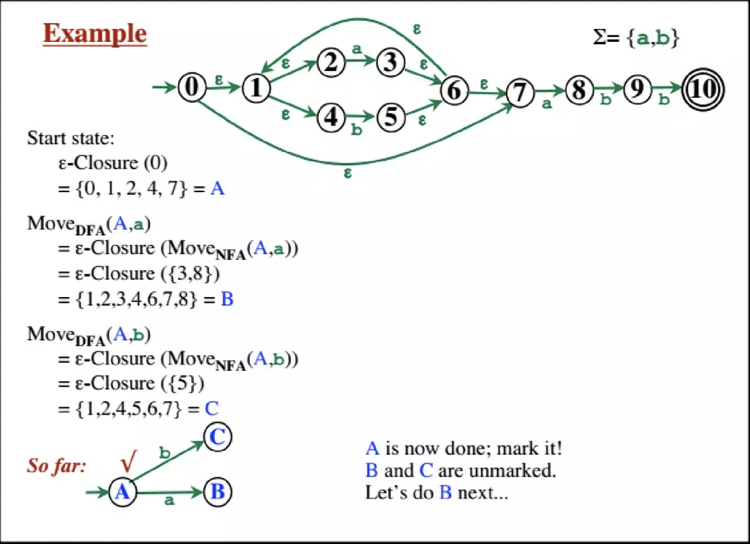 Example
Σ= {a,b}
ε
2 a 3
ε ε
0 ε 1 6 ε 7 a 8 b 9 b 10
ε ε
4 b 5
ε
Start state:
ε-Closure (0)
= {0, 1, 2, 4, 7} = A
MoveDFA(A,a)
= ε-Closure (MoveNFA(A,a))
= ε-Closure ({3,8})
= {1,2,3,4,6,7,8} = B
MoveDFA(A,b)
= ε-Closure (MoveNFA(A,b))
= ε-Closure ({5})
= {1,2,4,5,6,7} = C
So far: √ b C
A a B
A is now done; mark it!
B and C are unmarked.
Let's do B next...